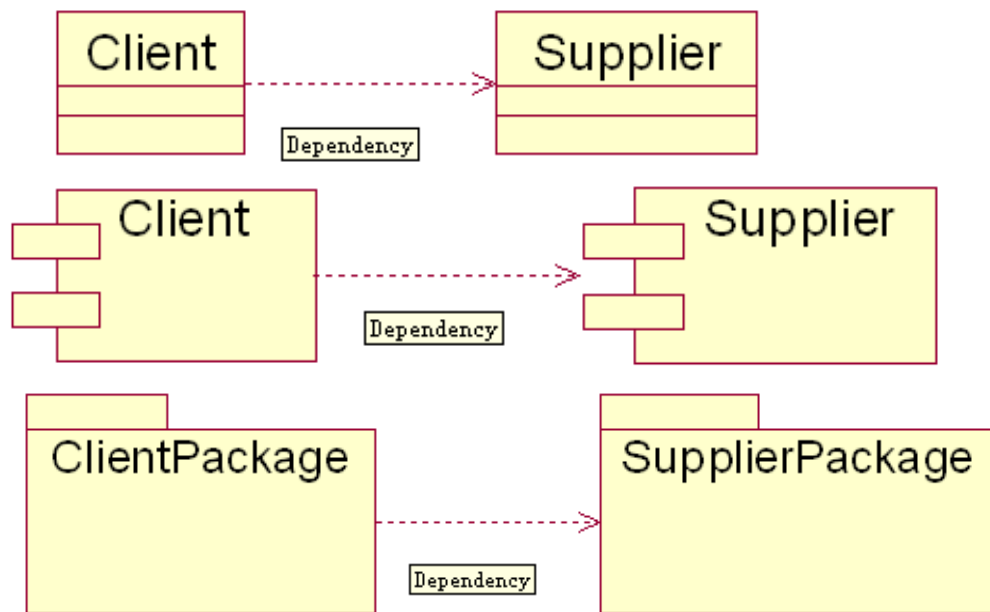 Client
Supplier
Dependency
Client
Supplier
Dependency
ClientPackage
SupplierPackage
Dependency